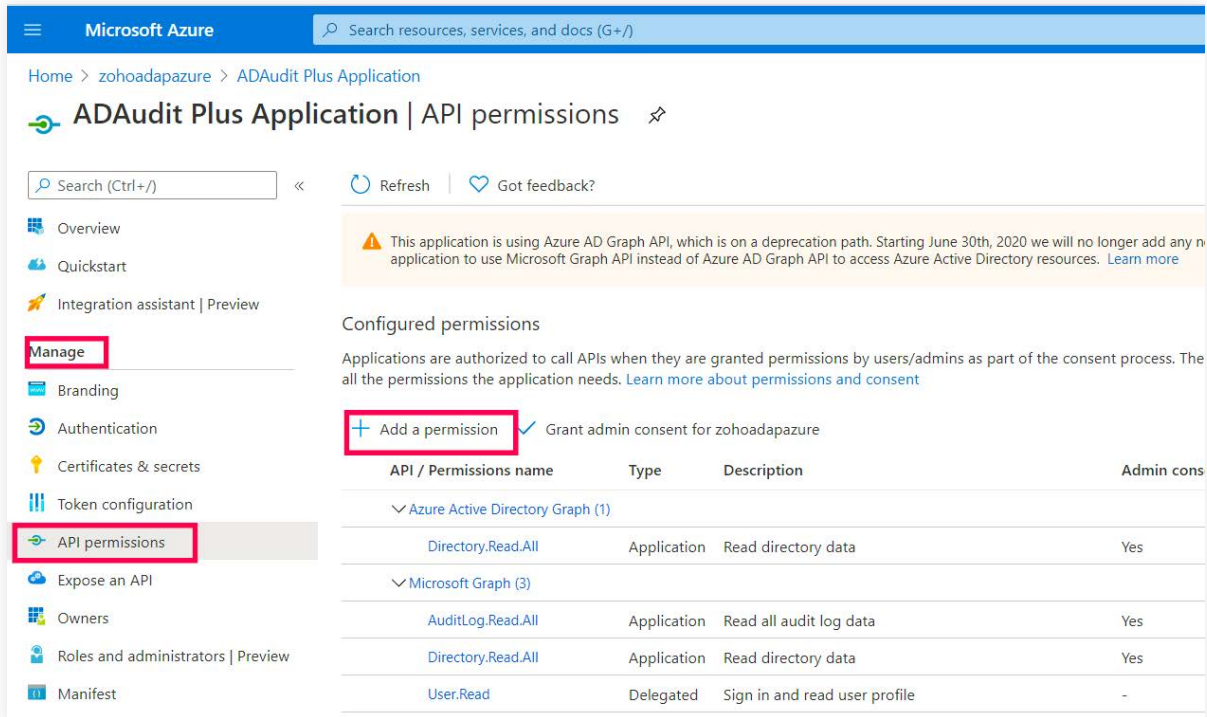 Microsoft Azure
Search resources, services, and docs (G+/)
Home > zohoadapazure > ADAudit Plus Application
ADAudit Plus Application | API permissions
Search (Ctrl+/)
«
Refresh
Got feedback?
Overview
Quickstart
Integration assistant | Preview
Manage
Branding
Authentication
Certificates & secrets
Token configuration
API permissions
Expose an API
Owners
Roles and administrators | Preview
Manifest
This application is using Azure AD Graph API, which is on a deprecation path. Starting June 30th, 2020 we will no longer add any n
application to use Microsoft Graph API instead of Azure AD Graph API to access Azure Active Directory resources. Learn more
Configured permissions
Applications are authorized to call APIs when they are granted permissions by users/admins as part of the consent process. The
all the permissions the application needs. Learn more about permissions and consent
Add a permission Grant admin consent for zohoadapazure
API / Permissions name Type Description Admin cons
Azure Active Directory Graph (1)
Directory.Read.All Application Read directory data Yes
Microsoft Graph (3)
AuditLog.Read.All Application Read all audit log data Yes
Directory.Read.All Application Read directory data Yes
User.Read Delegated Sign in and read user profile -